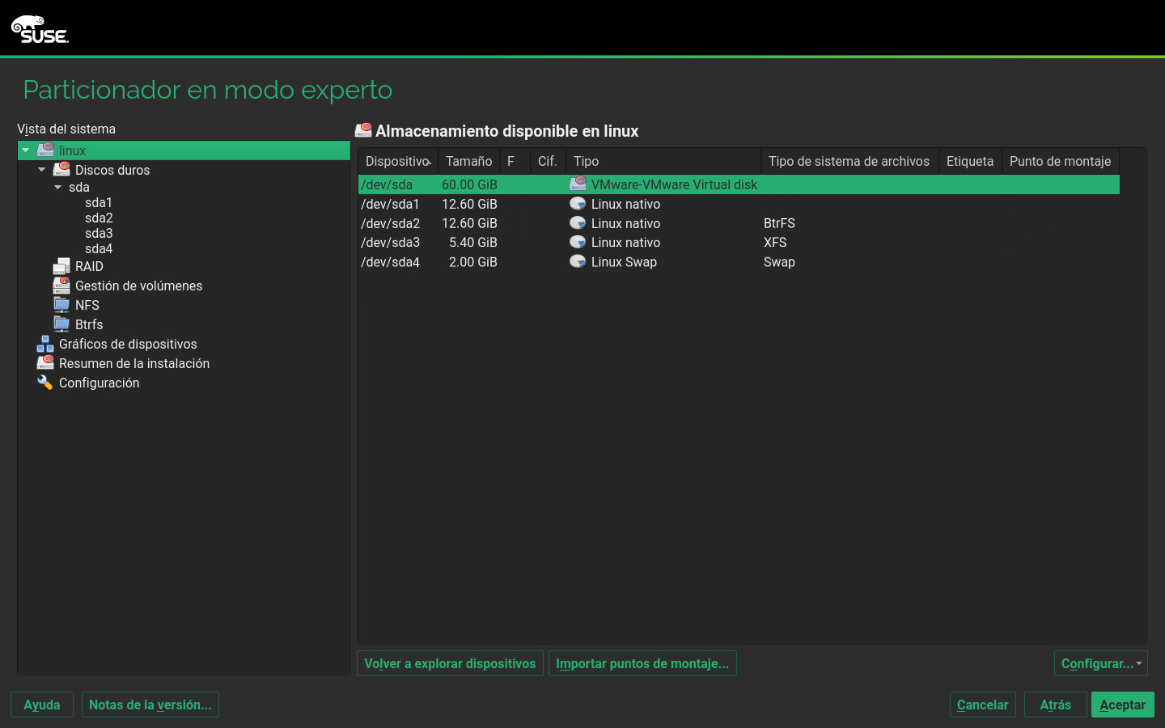 SUSE
Particionador en modo experto
Vista del sistema
linux
Discos duros
sda
sda1
sda2
sda3
sda4
RAID
Gestión de volúmenes
NFS
Btrfs
Gráficos de dispositivos
Resumen de la instalación
Configuración
Almacenamiento disponible en linux
Dispositivo Tamaño F Cif. Tipo Tipo de sistema de archivos Etiqueta Punto de montaje
/dev/sda 60.00 GiB VMware-VMware Virtual disk
/dev/sda1 12.60 GiB Linux nativo
/dev/sda2 12.60 GiB Linux nativo BtrFS
/dev/sda3 5.40 GiB Linux nativo XFS
/dev/sda4 2.00 GiB Linux Swap Swap
Volver a explorar dispositivos Importar puntos de montaje... Configurar...
Ayuda Notas de la versión... Cancelar Atrás Aceptar